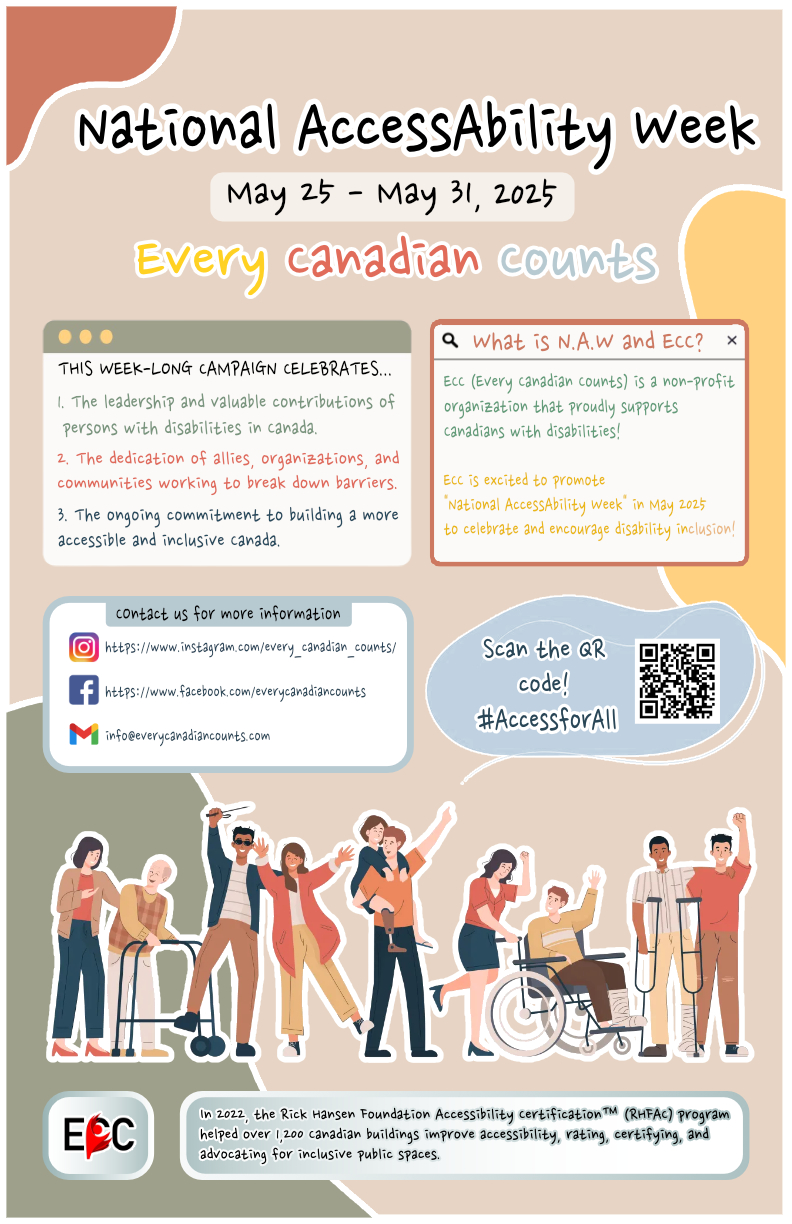 National AccessAbility Week
May 25 - May 31, 2025
Every Canadian Counts
THIS WEEK-LONG CAMPAIGN CELEBRATES...
1. The leadership and valuable contributions of
persons with disabilities in Canada.
2. The dedication of allies, organizations, and
communities working to break down barriers.
3. The ongoing commitment to building a more
accessible and inclusive Canada.
What is N.A.W and ECC?
ECC (Every Canadian Counts) is a non-profit
organization that proudly supports
Canadians with disabilities!
ECC is excited to promote
"National AccessAbility Week" in May 2025
to celebrate and encourage disability inclusion!
Contact us for more information
https://www.instagram.com/every_canadian_counts/
https://www.facebook.com/everycanadiancounts
info@everycanadiancounts.com
Scan the QR
code!
#AccessforAll
ECC
In 2022, the Rick Hansen Foundation Accessibility Certification™ (RHFAC) program
helped over 1,200 Canadian buildings improve accessibility, rating, certifying, and
advocating for inclusive public spaces.